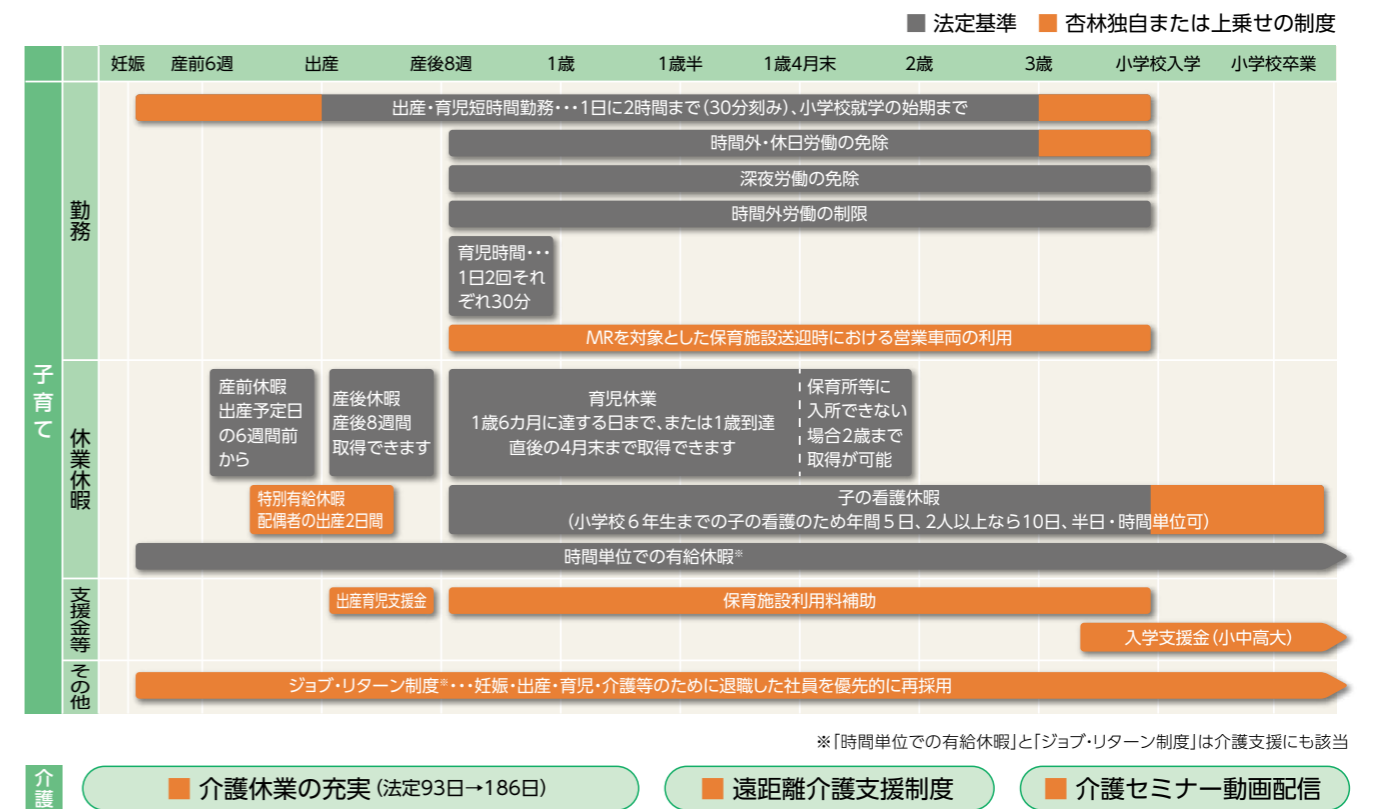 ■ 法定基準 ■ 杏林独自または上乗せの制度
妊娠 産前6週 出産 産後8週 1歳 1歳半 1歳4月末 2歳 3歳 小学校入学 小学校卒業
子育て
勤務
出産・育児短時間勤務・・・1日に2時間まで(30分刻み)、小学校就学の始期まで
時間外・休日労働の免除
深夜労働の免除
時間外労働の制限
育児時間・・・
1日2回それ
ぞれ30分
MRを対象とした保育施設送迎時における営業車両の利用
休業休暇
産前休暇
出産予定日
の6週間前
から
産後休暇
産後8週間
取得できます
育児休業
1歳6カ月に達する日まで、または1歳到達
直後の4月末まで取得できます
保育所等に
入所できない
場合2歳まで
取得が可能
特別有給休暇
配偶者の出産2日間
子の看護休暇
(小学校6年生までの子の看護のため年間5日、2人以上なら10日、半日・時間単位可)
時間単位での有給休暇※
支援金等
出産育児支援金
保育施設利用料補助
入学支援金(小中高大)
その他
ジョブ・リターン制度※・・・妊娠・出産・育児・介護等のために退職した社員を優先的に再採用
※「時間単位での有給休暇」と「ジョブ・リターン制度」は介護支援にも該当
介護
■ 介護休業の充実(法定93日→186日)
■ 遠距離介護支援制度
■ 介護セミナー動画配信